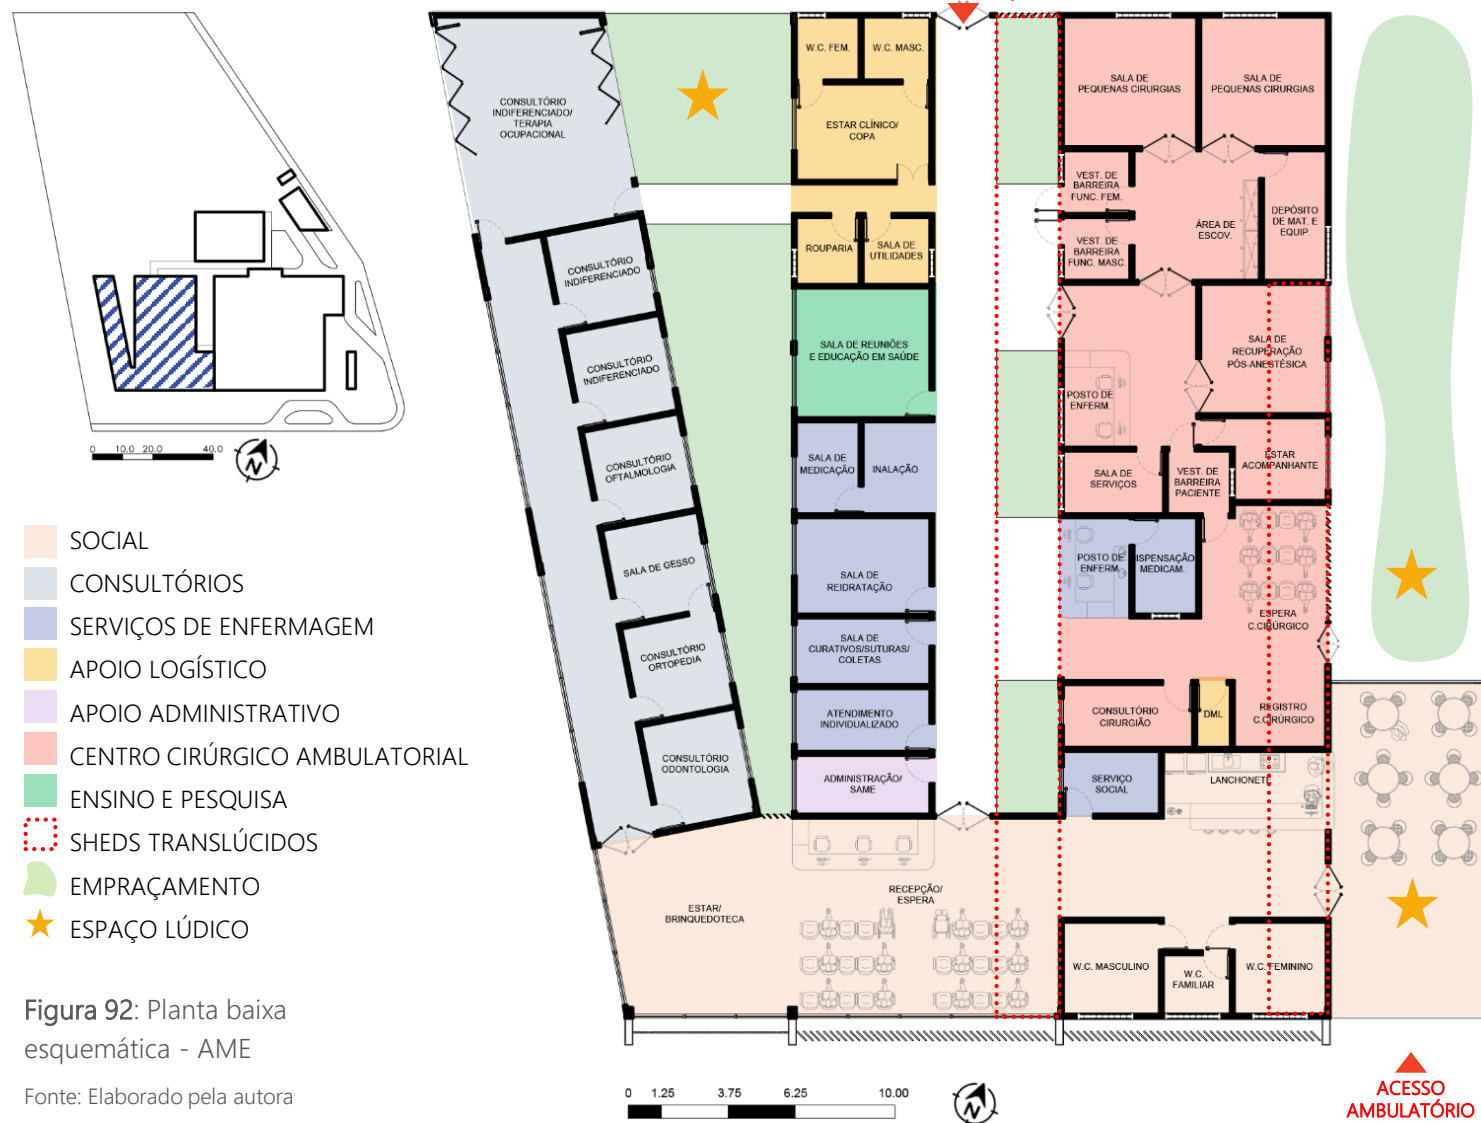 0 10.0 20.0 40.0
N
SOCIAL
CONSULTÓRIOS
SERVIÇOS DE ENFERMAGEM
APOIO LOGÍSTICO
APOIO ADMINISTRATIVO
CENTRO CIRÚRGICO AMBULATORIAL
ENSINO E PESQUISA
SHEDS TRANSLÚCIDOS
EMPRAÇAMENTO
ESPAÇO LÚDICO
Figura 92: Planta baixa
esquemática - AME
Fonte: Elaborado pela autora
CONSULTÓRIO
INDIFERENCIADO/
TERAPIA
OCUPACIONAL
CONSULTÓRIO
INDIFERENCIADO
CONSULTÓRIO
INDIFERENCIADO
CONSULTÓRIO
OFTALMOLOGIA
SALA DE GESSO
CONSULTÓRIO
ORTOPEDIA
CONSULTÓRIO
ODONTOLOGIA
W.C. FEM.
W.C. MASC.
ESTAR CLÍNICO/
COPA
ROUPARIA
SALA DE
UTILIDADES
SALA DE REUNIÕES
E EDUCAÇÃO EM SAÚDE
SALA DE
MEDICAÇÃO
INALAÇÃO
SALA DE
REIDRATAÇÃO
SALA DE
CURATIVOS/SUTURAS/
COLETAS
ATENDIMENTO
INDIVIDUALIZADO
ADMINISTRAÇÃO/
SAME
SALA DE
PEQUENAS CIRURGIAS
SALA DE
PEQUENAS CIRURGIAS
VEST. DE
BARREIRA
FUNC. FEM.
VEST. DE
BARREIRA
FUNC. MASC.
ÁREA DE
ESCOV.
DEPÓSITO
DE MAT. E
EQUIP.
SALA DE
RECUPERAÇÃO
PÓS-ANESTÉSICA
POSTO DE
ENFERM.
SALA DE
SERVIÇOS
VEST. DE
BARREIRA
PACIENTE
ESTAR
ACOMPANHANTE
POSTO DE
ENFERM.
ISPENSAÇÃO
MEDICAM.
ESPERA
C.CIRÚRGICO
CONSULTÓRIO
CIRURGIÃO
DML
REGISTRO
C.CIRÚRGICO
SERVIÇO
SOCIAL
LANCHONETE
RECEPÇÃO/
ESPERA
ESTAR/
BRINQUEDOTECA
W.C. MASCULINO
W.C.
FAMILIAR
W.C. FEMININO
0 1.25 3.75 6.25 10.00
N
ACESSO
AMBULATÓRIO